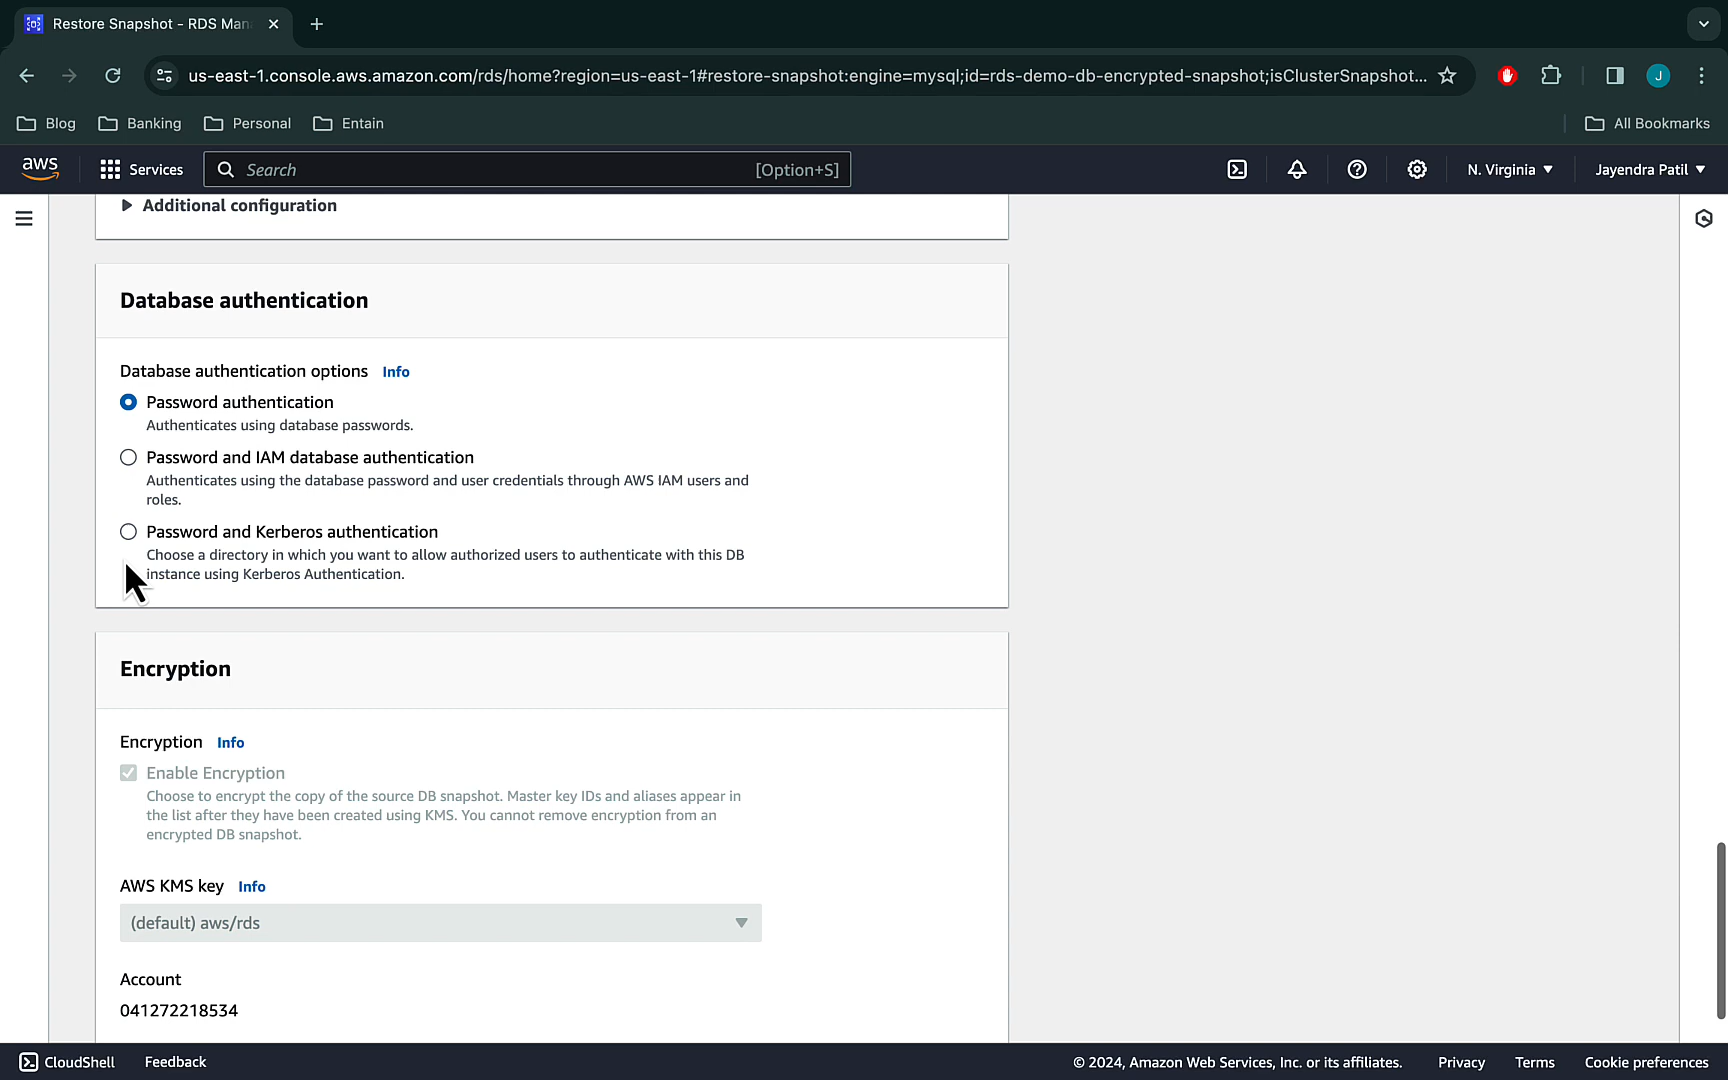 Restore Snapshot - RDS Man
us-east-1.console.aws.amazon.com/rds/home?region=us-east-1#restore-snapshot:engine=mysql;id=rds-demo-db-encrypted-snapshot;isClusterSnapshot...
J
Blog Banking Personal Entain All Bookmarks
aws Services Search [Option+S] N. Virginia Jayendra Patil
Additional configuration
Database authentication
Database authentication options Info
Password authentication
Authenticates using database passwords.
Password and IAM database authentication
Authenticates using the database password and user credentials through AWS IAM users and
roles.
Password and Kerberos authentication
Choose a directory in which you want to allow authorized users to authenticate with this DB
instance using Kerberos Authentication.
Encryption
Encryption Info
Enable Encryption
Choose to encrypt the copy of the source DB snapshot. Master key IDs and aliases appear in
the list after they have been created using KMS. You cannot remove encryption from an
encrypted DB snapshot.
AWS KMS key Info
(default) aws/rds
Account
041272218534
CloudShell Feedback © 2024, Amazon Web Services, Inc. or its affiliates. Privacy Terms Cookie preferences